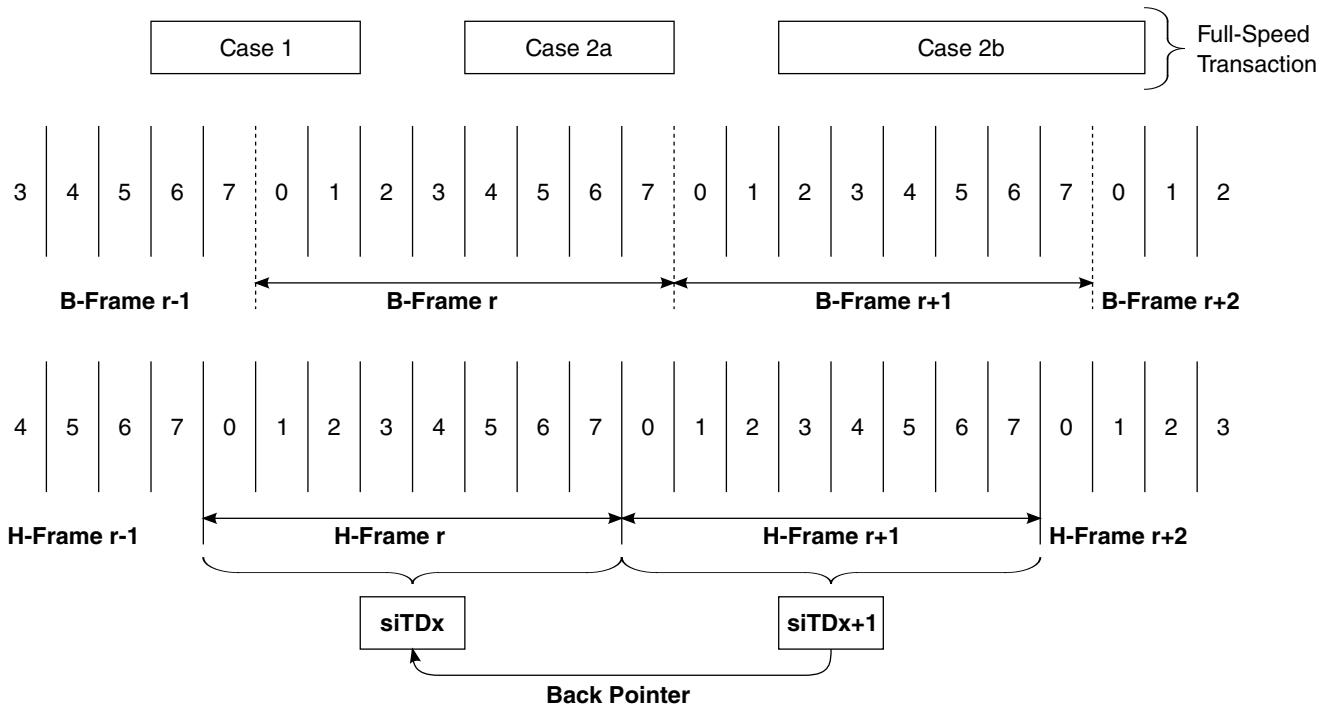 Case 1 Case 2a Case 2b Full-Speed
Transaction
3 4 5 6 7 0 1 2 3 4 5 6 7 0 1 2 3 4 5 6 7 0 1 2
B-Frame r-1 B-Frame r B-Frame r+1 B-Frame r+2
4 5 6 7 0 1 2 3 4 5 6 7 0 1 2 3 4 5 6 7 0 1 2 3
H-Frame r-1 H-Frame r H-Frame r+1 H-Frame r+2
siTDx siTDx+1
Back Pointer